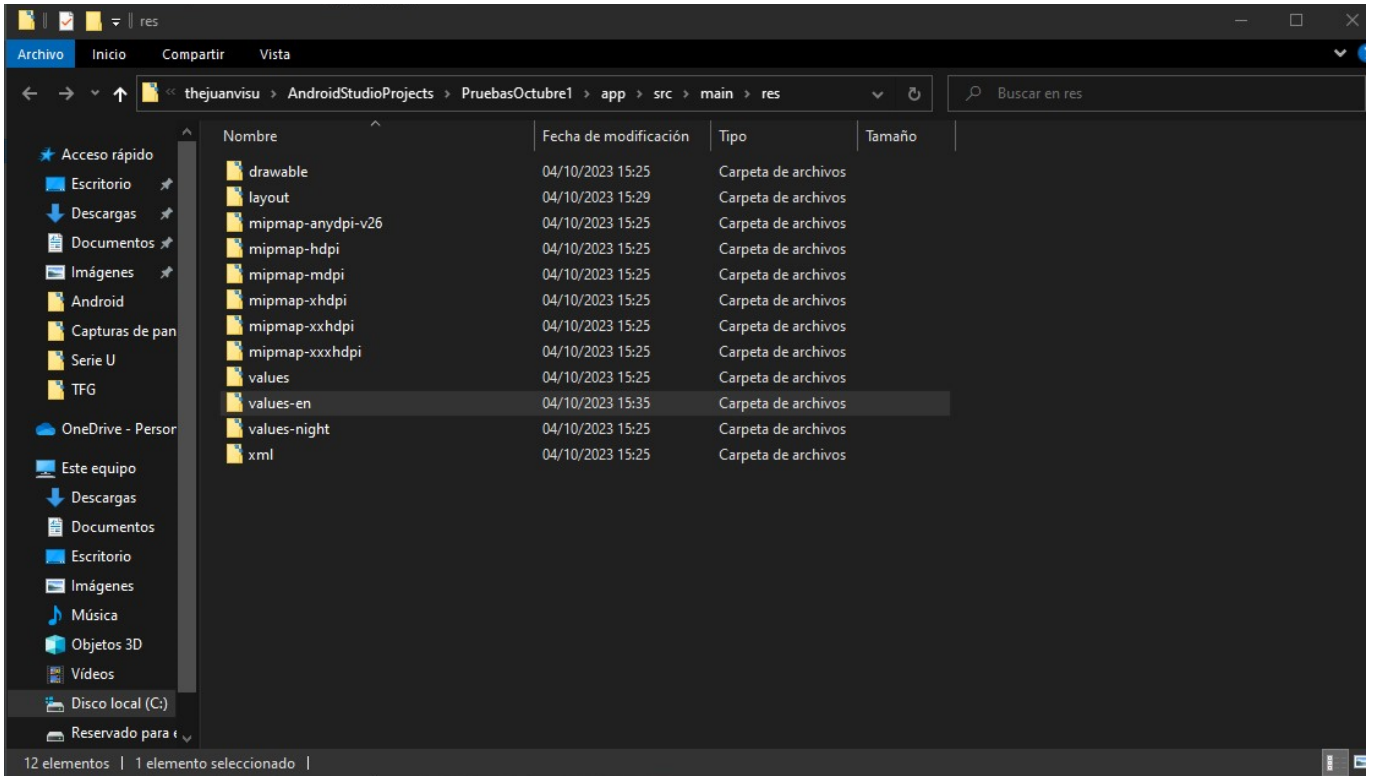 res
Archivo Inicio Compartir Vista
thejuanvisu › AndroidStudioProjects › PruebasOctubre1 › app › src › main › res
Buscar en res
Acceso rápido
Escritorio
Descargas
Documentos
Imágenes
Android
Capturas de pan
Serie U
TFG
OneDrive - Person
Este equipo
Descargas
Documentos
Escritorio
Imágenes
Música
Objetos 3D
Vídeos
Disco local (C:)
Reservado para e
Nombre Fecha de modificación Tipo Tamaño
drawable 04/10/2023 15:25 Carpeta de archivos
layout 04/10/2023 15:29 Carpeta de archivos
mipmap-anydpi-v26 04/10/2023 15:25 Carpeta de archivos
mipmap-hdpi 04/10/2023 15:25 Carpeta de archivos
mipmap-mdpi 04/10/2023 15:25 Carpeta de archivos
mipmap-xhdpi 04/10/2023 15:25 Carpeta de archivos
mipmap-xxhdpi 04/10/2023 15:25 Carpeta de archivos
mipmap-xxxhdpi 04/10/2023 15:25 Carpeta de archivos
values 04/10/2023 15:25 Carpeta de archivos
values-en 04/10/2023 15:35 Carpeta de archivos
values-night 04/10/2023 15:25 Carpeta de archivos
xml 04/10/2023 15:25 Carpeta de archivos
12 elementos | 1 elemento seleccionado |